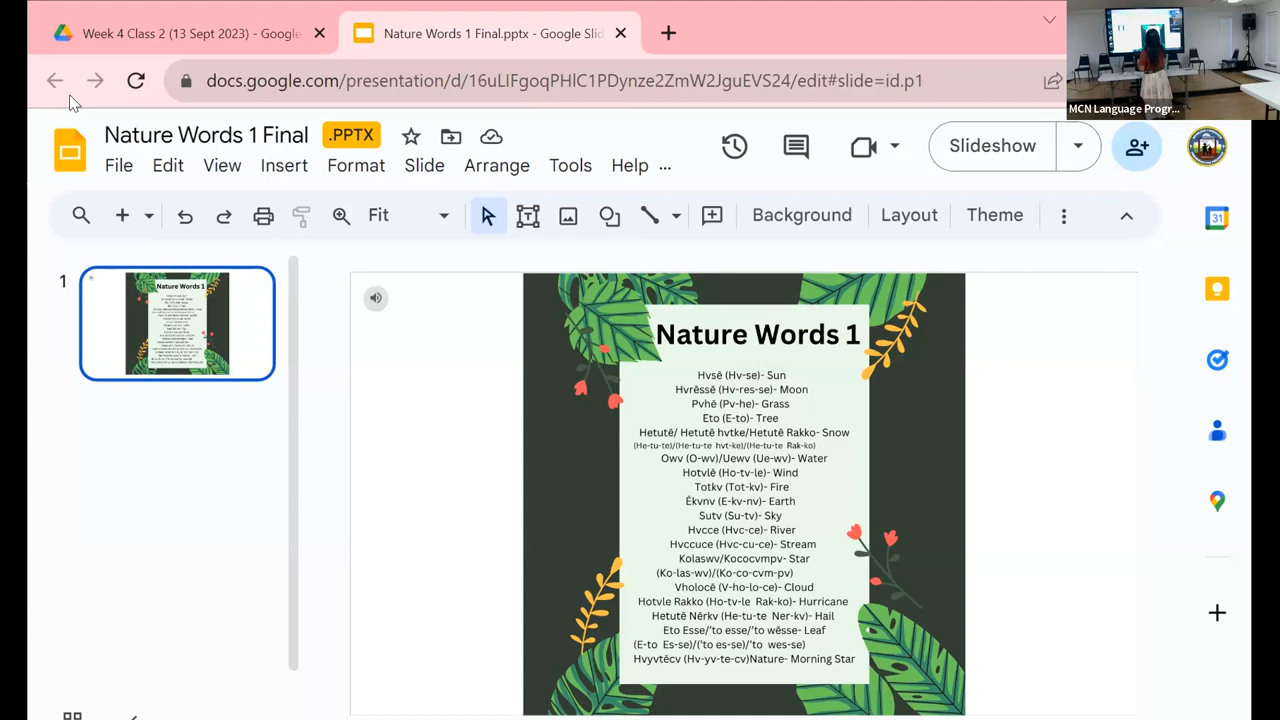 Week 4 Class 2 (13 Sept 2023) - Google
Nature Words 1 Final.pptx - Google Slid
docs.google.com/presentation/d/16uLIFgoqPHlC1PDynze2ZmW2JguEVS24/edit#slide=id.p1
MCN Language Progr...
Nature Words 1 Final
.PPTX
File Edit View Insert Format Slide Arrange Tools Help ...
Slideshow
Fit
Background Layout Theme
31
1
Nature Words 1
Nature Words 1
Hvsē (Hv-se)- Sun
Hvrēssē (Hv-res-se)- Moon
Pvhē (Pv-he)- Grass
Eto (E-to)- Tree
Hetutē/ Hetutē hvtke/Hetutē Rakko- Snow
(He-tu-te)/(He-tu-te hvt-ke)/(He-tu-te Rak-ko)
Owv (O-wv)/Uewv (Ue-wv)- Water
Hotvlē (Ho-tv-le)- Wind
Totkv (Tot-kv)- Fire
Ēkvnv (E-kv-nv)- Earth
Sutv (Su-tv)- Sky
Hvcce (Hvc-ce)- River
Hvccuce (Hvc-cu-ce)- Stream
Kolaswv/Kococvmpv- Star
(Ko-las-wv)/(Ko-co-cvm-pv)
Vholocē (V-ho-lo-ce)- Cloud
Hotvle Rakko (Ho-tv-le Rak-ko)- Hurricane
Hetutē Nērkv (He-tu-te Ner-kv)- Hail
Eto Esse/'to esse/'to wēsse- Leaf
(E-to Es-se)/('to es-se)/'to wes-se)
Hvyvtēcv (Hv-yv-te-cv)Nature- Morning Star